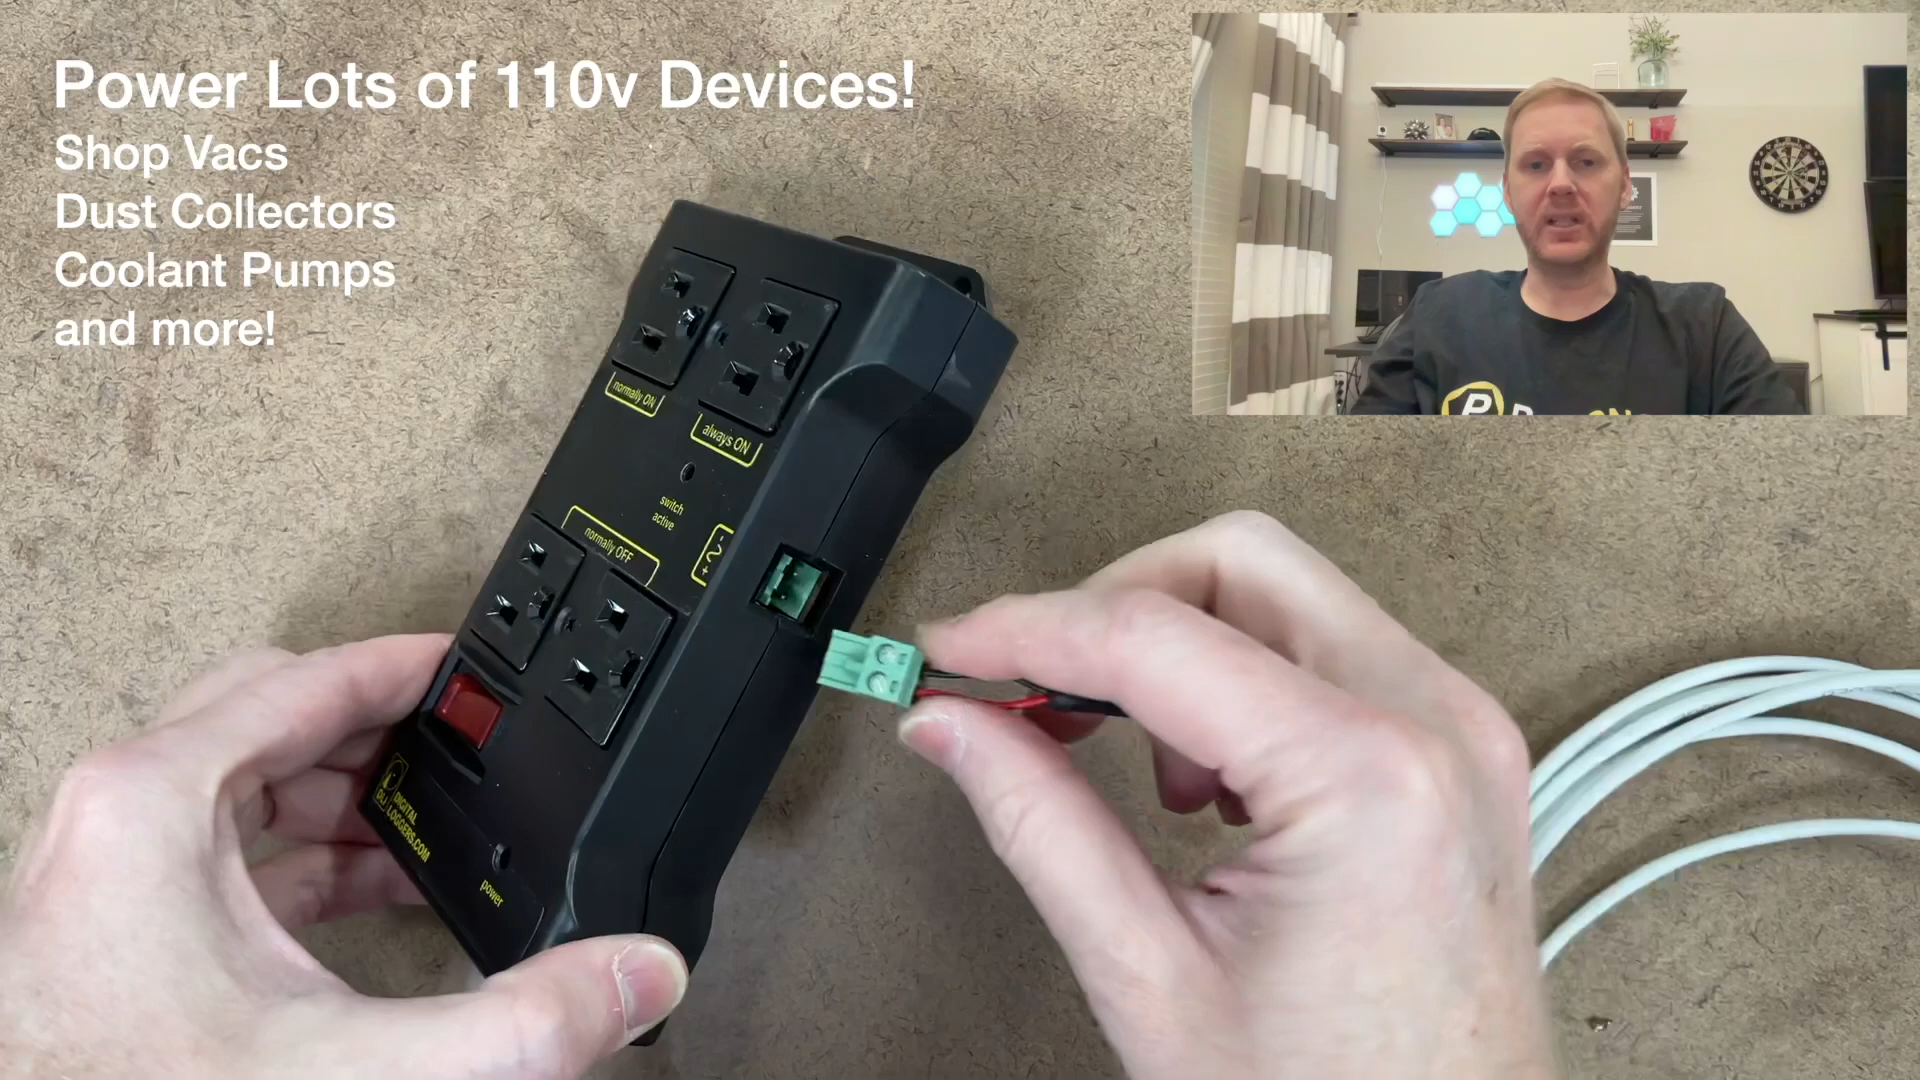 Power Lots of 110v Devices!
Shop Vacs
Dust Collectors
Coolant Pumps
and more!
normally ON
always ON
switch
active
normally OFF
- +
DLI
DIGITAL
LOGGERS.COM
power
P